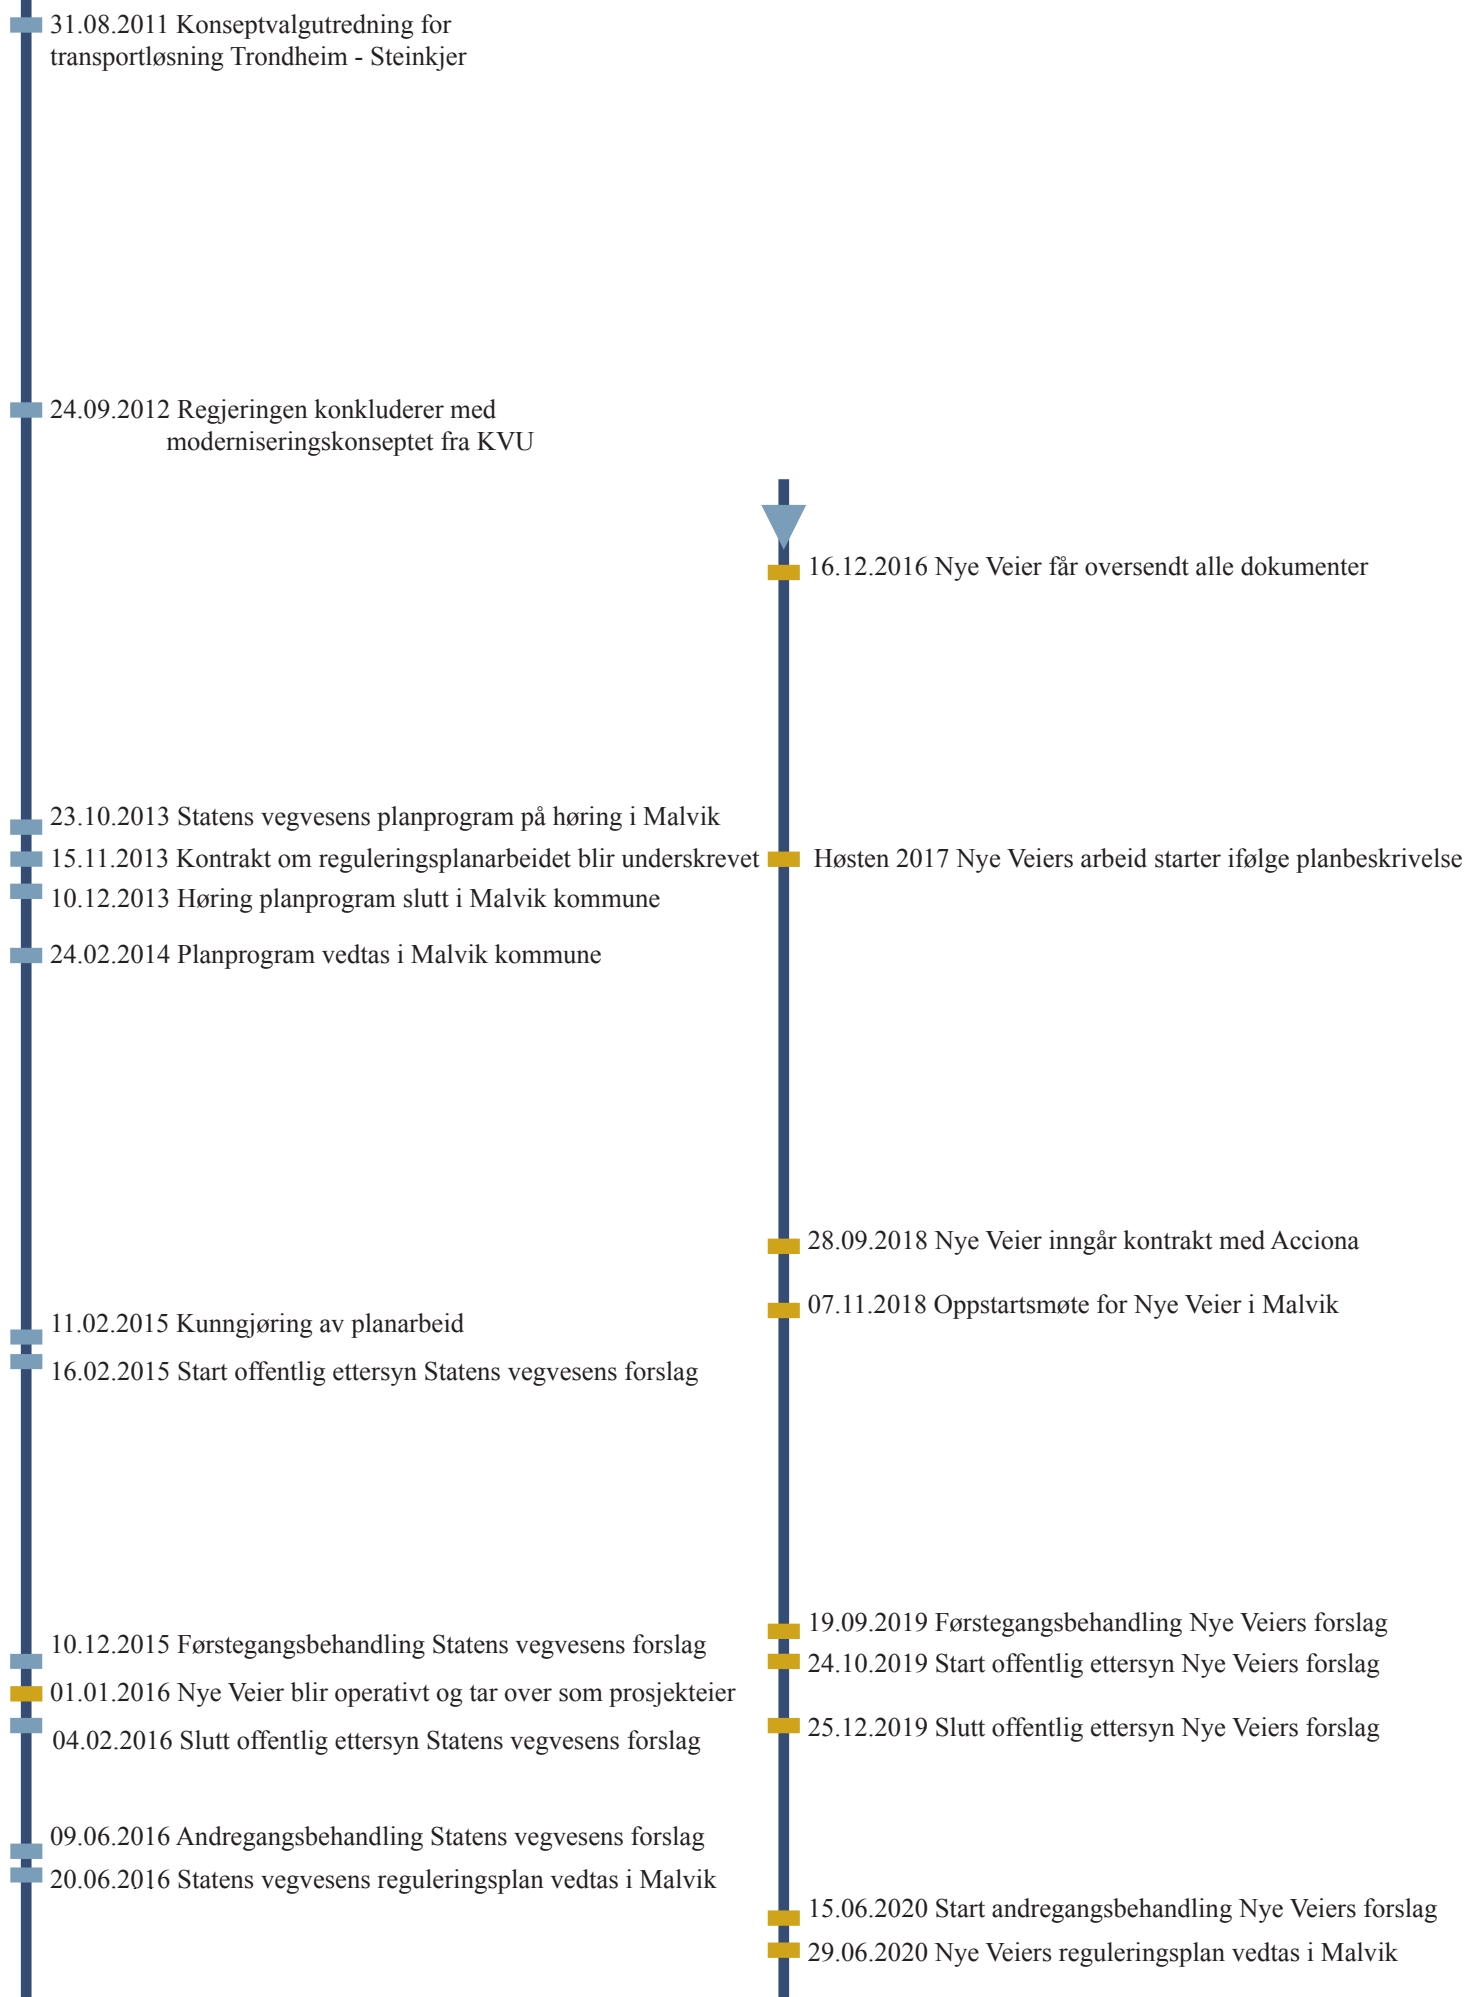 31.08.2011 Konseptvalgutredning for
transportløsning Trondheim - Steinkjer
24.09.2012 Regjeringen konkluderer med
moderniseringskonseptet fra KVU
23.10.2013 Statens vegvesens planprogram på høring i Malvik
15.11.2013 Kontrakt om reguleringsplanarbeidet blir underskrevet
10.12.2013 Høring planprogram slutt i Malvik kommune
24.02.2014 Planprogram vedtas i Malvik kommune
11.02.2015 Kunngjøring av planarbeid
16.02.2015 Start offentlig ettersyn Statens vegvesens forslag
10.12.2015 Førstegangsbehandling Statens vegvesens forslag
01.01.2016 Nye Veier blir operativt og tar over som prosjekteier
04.02.2016 Slutt offentlig ettersyn Statens vegvesens forslag
09.06.2016 Andregangsbehandling Statens vegvesens forslag
20.06.2016 Statens vegvesens reguleringsplan vedtas i Malvik
16.12.2016 Nye Veier får oversendt alle dokumenter
Høsten 2017 Nye Veiers arbeid starter ifølge planbeskrivelse
28.09.2018 Nye Veier inngår kontrakt med Acciona
07.11.2018 Oppstartsmøte for Nye Veier i Malvik
19.09.2019 Førstegangsbehandling Nye Veiers forslag
24.10.2019 Start offentlig ettersyn Nye Veiers forslag
25.12.2019 Slutt offentlig ettersyn Nye Veiers forslag
15.06.2020 Start andregangsbehandling Nye Veiers forslag
29.06.2020 Nye Veiers reguleringsplan vedtas i Malvik